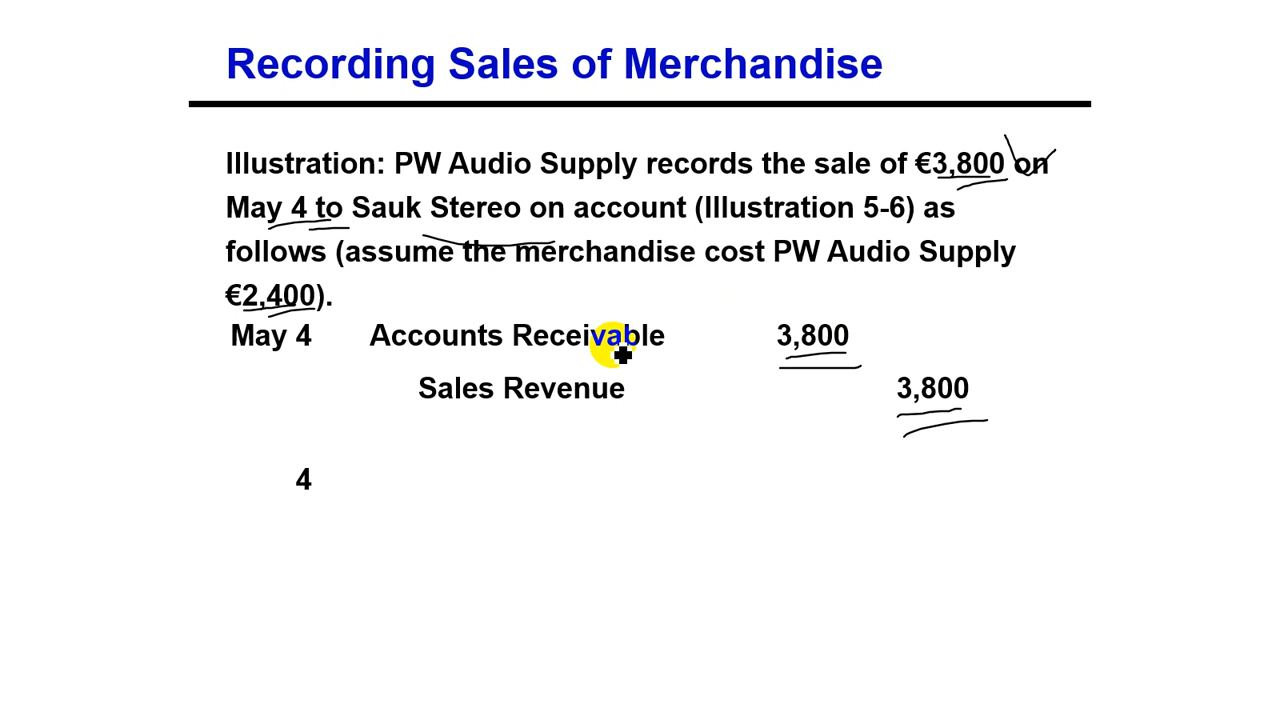 Recording Sales of Merchandise
Illustration: PW Audio Supply records the sale of €3,800 on
May 4 to Sauk Stereo on account (Illustration 5-6) as
follows (assume the merchandise cost PW Audio Supply
€2,400).
May 4 Accounts Receivable 3,800
Sales Revenue 3,800
4